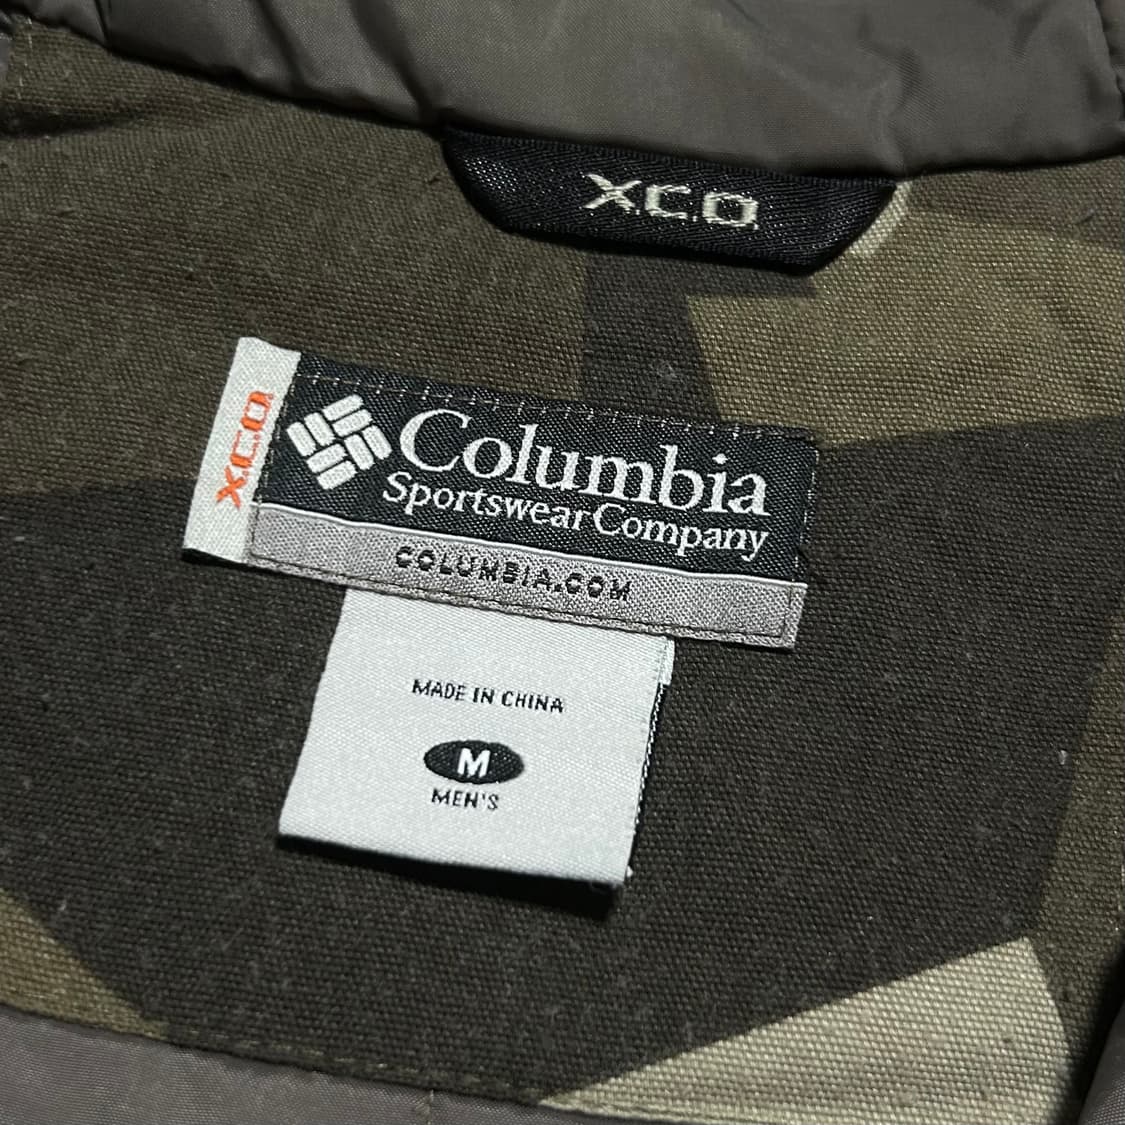 X.C.O.
X.C.O.
Columbia
Sportswear Company
COLUMBIA.COM
MADE IN CHINA
M
MEN'S